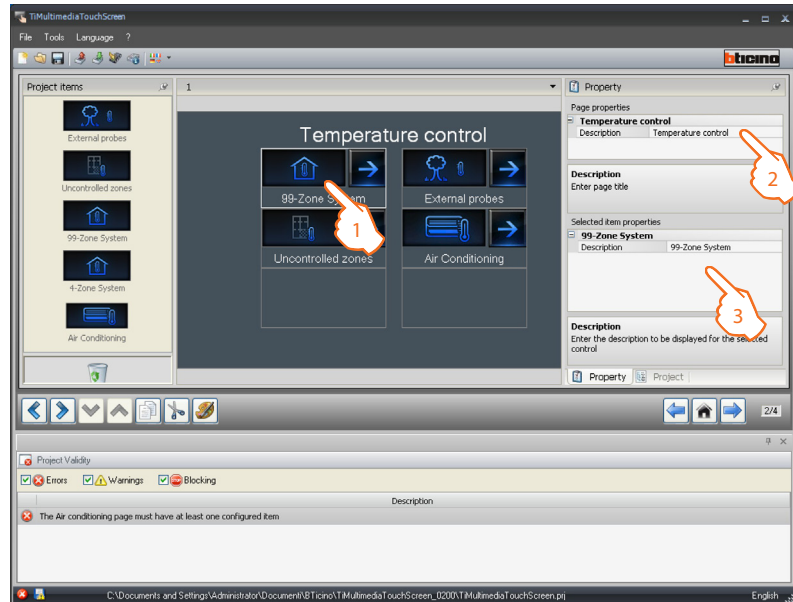 TiMultimediaTouchScreen
File Tools Language ?
bticino
Project items
External probes
Uncontrolled zones
99-Zone System
4-Zone System
Air Conditioning
1
Temperature control
99-Zone System
External probes
Uncontrolled zones
Air Conditioning
1
Property
Page properties
Temperature control
Description Temperature control
Description
Enter page title
2
Selected item properties
99-Zone System
Description 99-Zone System
3
Description
Enter the description to be displayed for the selected
control
Property Project
2/4
Project Validity
Errors Warnings Blocking
Description
The Air conditioning page must have at least one configured item
C:\Documents and Settings\Administrator\Documenti\BTicino\TiMultimediaTouchScreen_0200\TiMultimediaTouchScreen.prj
English